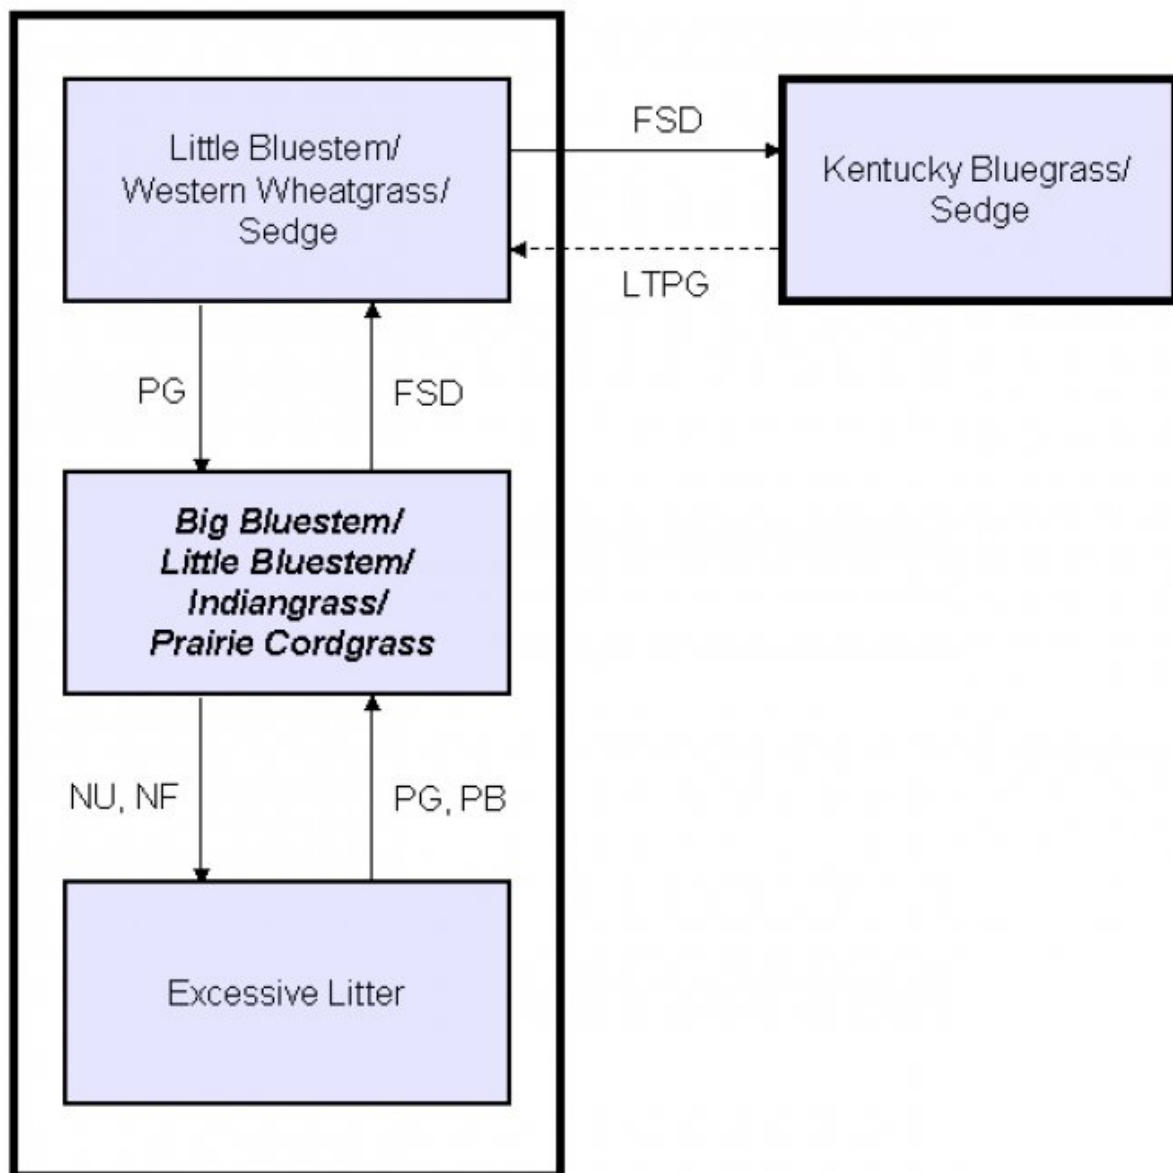 Little Bluestem/
Western Wheatgrass/
Sedge
FSD
Kentucky Bluegrass/
Sedge
LTPG
PG
FSD
Big Bluestem/
Little Bluestem/
Indiangrass/
Prairie Cordgrass
NU, NF
PG, PB
Excessive Litter